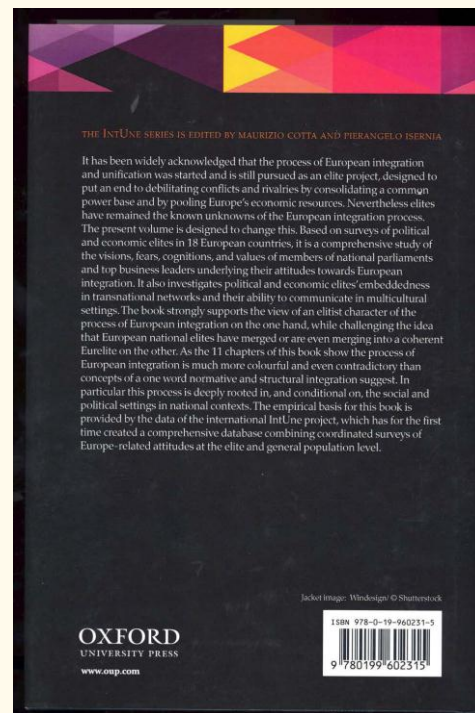 THE INTUNE SERIES IS EDITED BY MAURIZIO COTTA AND PIERANGELO ISERNIA
It has been widely acknowledged that the process of European integration
and unification was started and is still pursued as an elite project, designed to
put an end to debilitating conflicts and rivalries by consolidating a common
power base and by pooling Europe's economic resources. Nevertheless elites
have remained the known unknowns of the European integration process.
The present volume is designed to change this. Based on surveys of political
and economic elites in 18 European countries, it is a comprehensive study of
the visions, fears, cognitions, and values of members of national parliaments
and top business leaders underlying their attitudes towards European
integration. It also investigates political and economic elites' embeddedness
in transnational networks and their ability to communicate in multicultural
settings. The book strongly supports the view of an elitist character of the
process of European integration on the one hand, while challenging the idea
that European national elites have merged or are even merging into a coherent
Eurelite on the other. As the 11 chapters of this book show the process of
European integration is much more colourful and even contradictory than
concepts of a one word normative and structural integration suggest. In
particular this process is deeply rooted in, and conditional on, the social and
political settings in national contexts. The empirical basis for this book is
provided by the data of the international IntUne project, which has for the first
time created a comprehensive database combining coordinated surveys of
Europe-related attitudes at the elite and general population level.
Jacket image: Windesign/ © Shutterstock
OXFORD
UNIVERSITY PRESS
www.oup.com
ISBN 978-0-19-960231-5
9 780199 602315